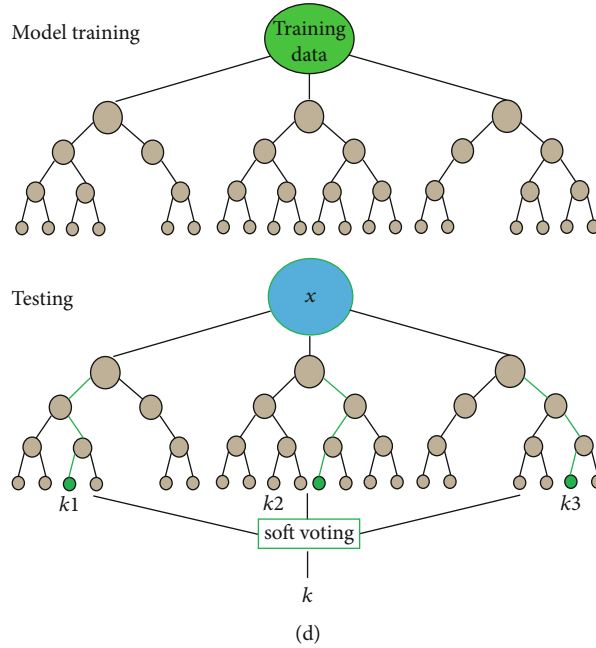 Model training
Training
data
Testing
x
k1
k2
k3
soft voting
k
(d)